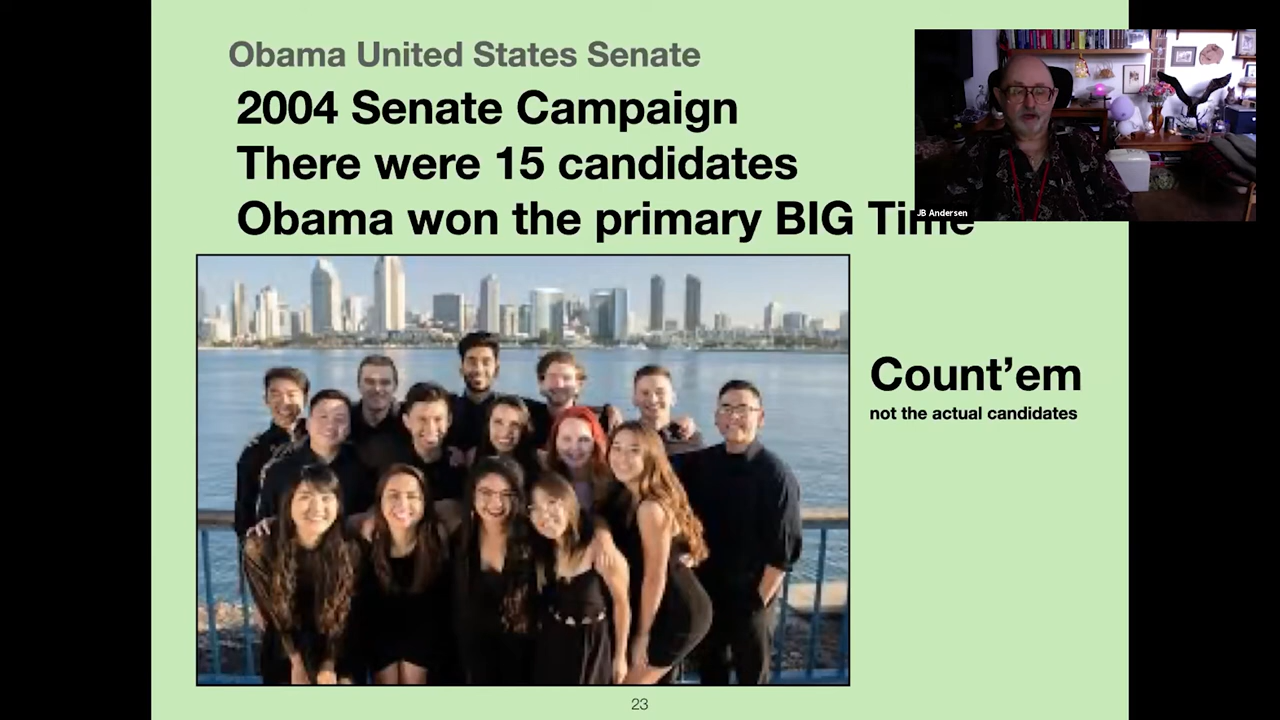 Obama United States Senate
2004 Senate Campaign
There were 15 candidates
Obama won the primary BIG Time
JB Andersen
Count’em
not the actual candidates
23